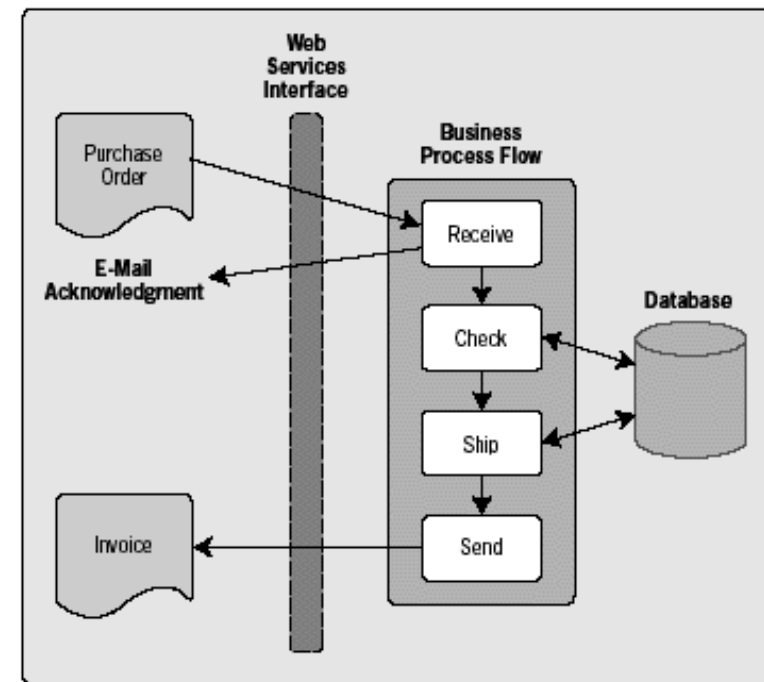 Web
Services
Interface
Business
Process Flow
Purchase
Order
Receive
E-Mail
Acknowledgment
Database
Check
Ship
Invoice
Send